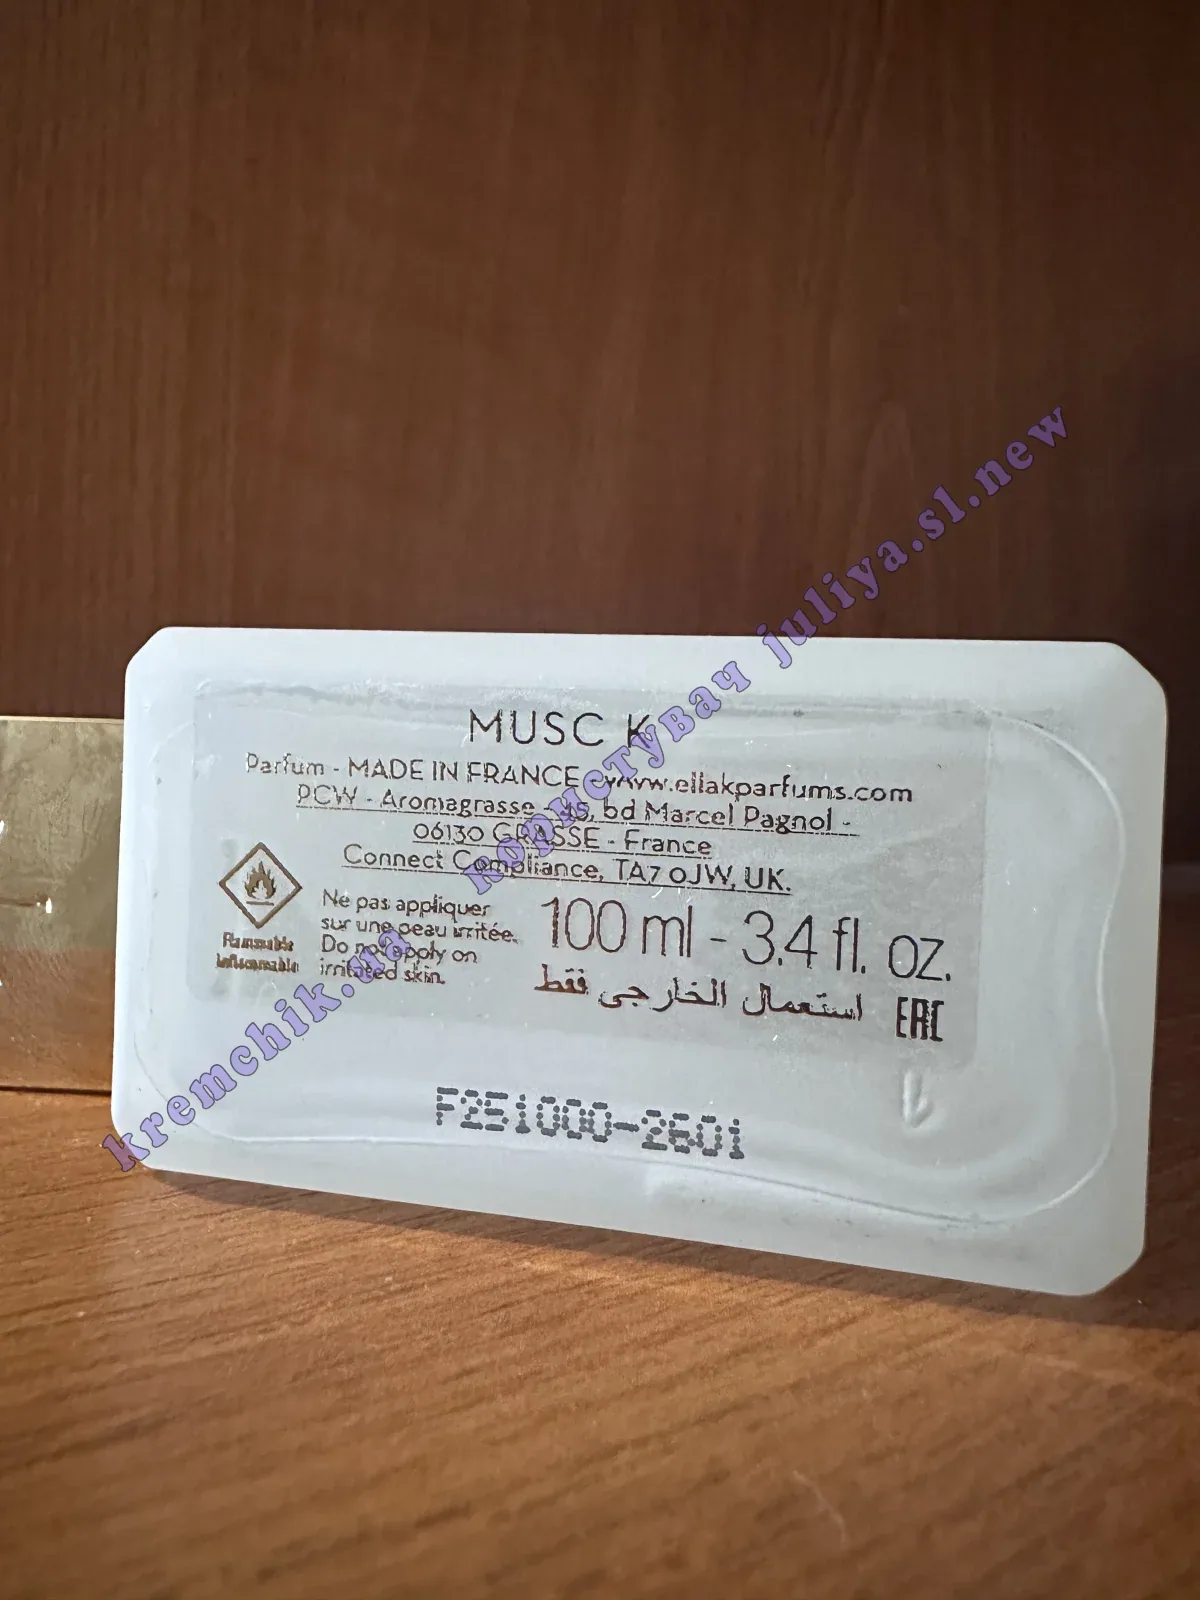 MUSC K
Parfum - MADE IN FRANCE - www.ellakparfums.com
PCW - Aromagrasse - 45, bd Marcel Pagnol -
06130 GRASSE - France
Connect Compliance, TA7 0JW, UK.
Flammable
Inflammable
Ne pas appliquer
sur une peau irritée.
Do not apply on
irritated skin.
100 ml - 3.4 fl. oz.
استعمال الخارجى فقط
EAC
F251000-2601
kremchik.ua користувач juliya.sl.new